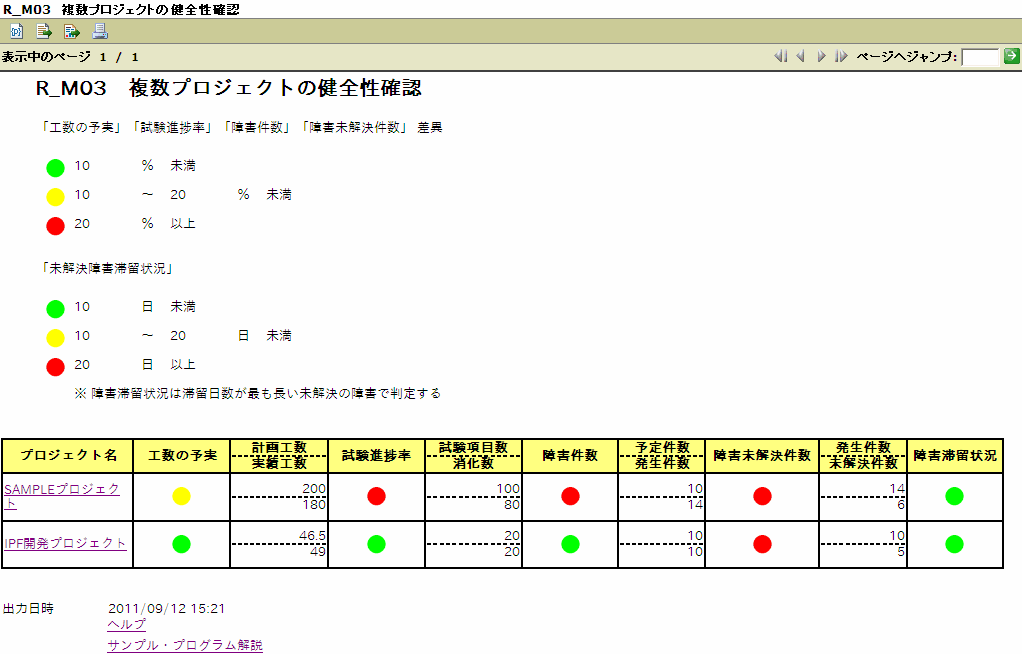 R_M03 複数プロジェクトの健全性確認
表示中のページ 1 / 1
ページへジャンプ:
R_M03 複数プロジェクトの健全性確認
「工数の予実」「試験進捗率」「障害件数」「障害未解決件数」 差異
10 % 未満
10 ～ 20 % 未満
20 % 以上
「未解決障害滞留状況」
10 日 未満
10 ～ 20 日 未満
20 日 以上
※ 障害滞留状況は滞留日数が最も長い未解決の障害で判定する
プロジェクト名 工数の予実 計画工数 実績工数 試験進捗率 試験項目数 消化数 障害件数 予定件数 発生件数 障害未解決件数 発生件数 未解決件数 障害滞留状況
SAMPLEプロジェクト 200 180 100 80 10 14 14 6
IPF開発プロジェクト 46.5 49 20 20 10 10 10 5
出力日時 2011/09/12 15:21
ヘルプ
サンプル・プログラム解説